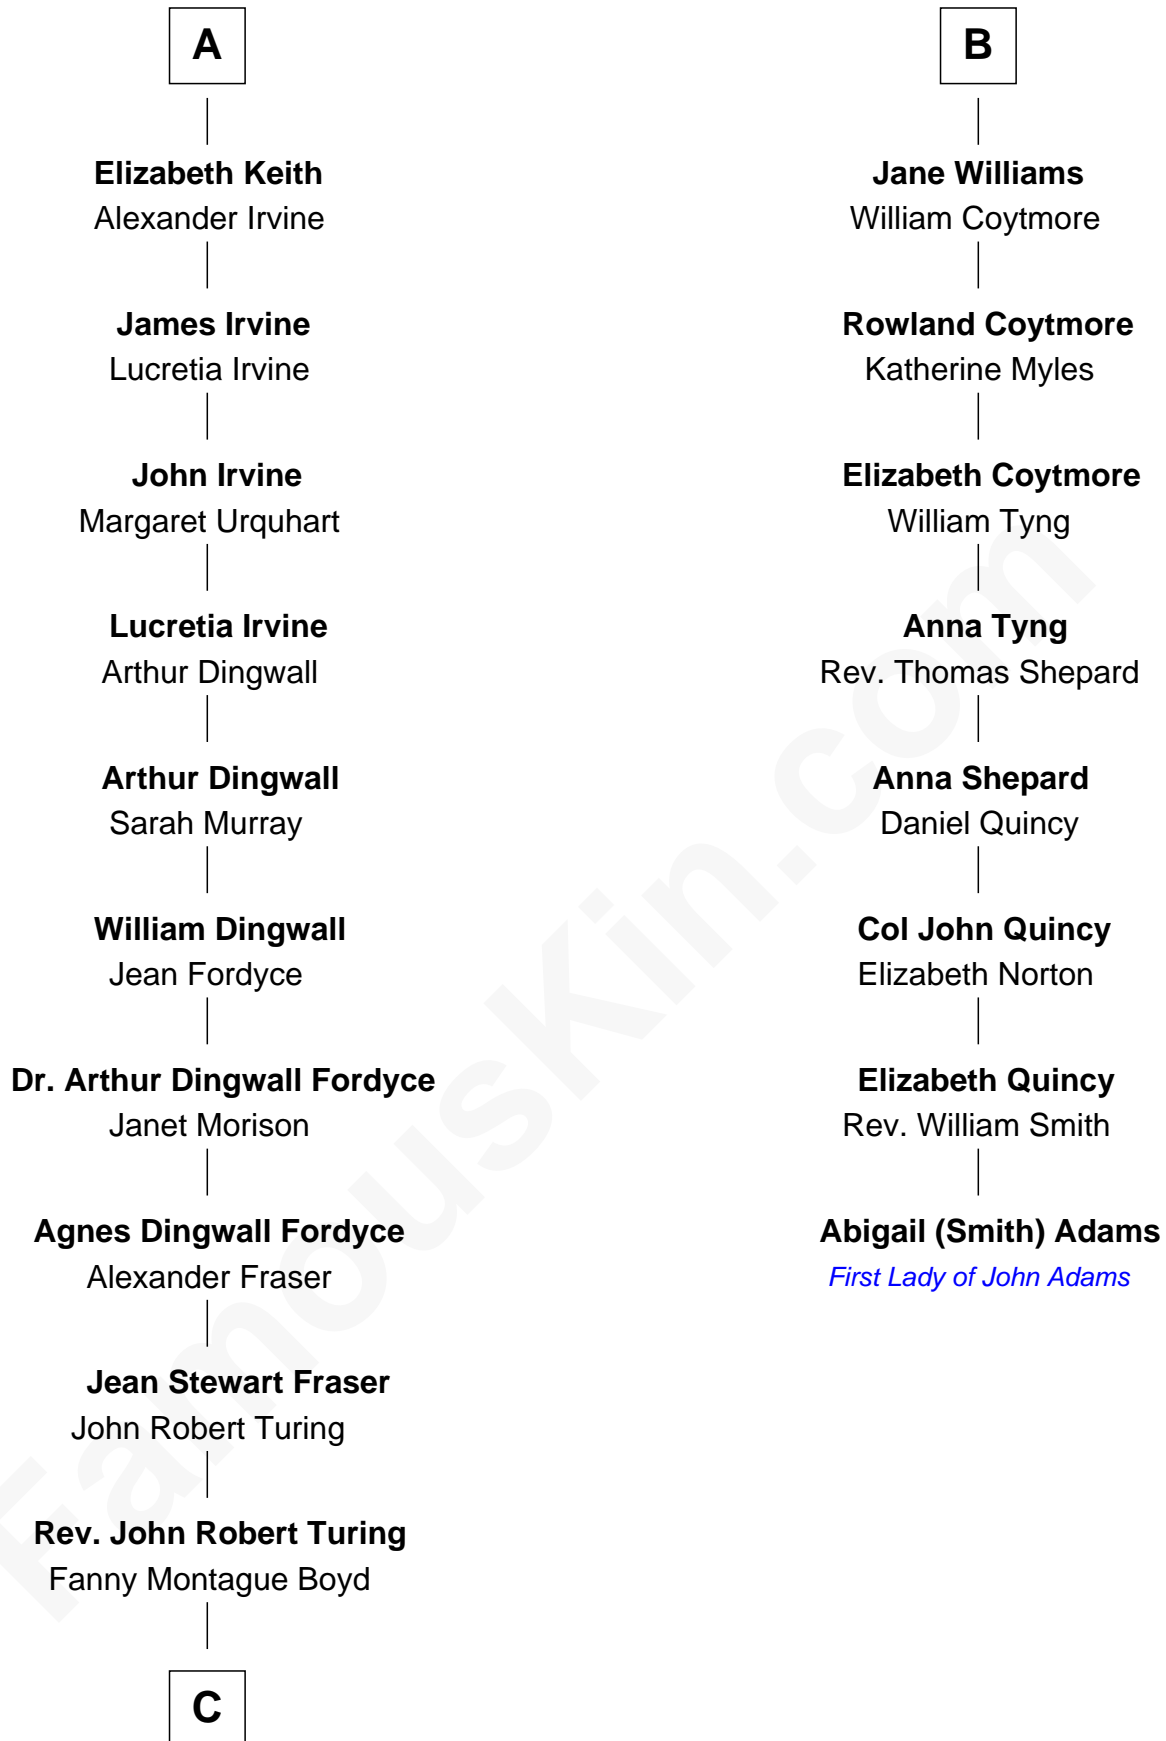 A
Elizabeth Keith
Alexander Irvine
James Irvine
Lucretia Irvine
John Irvine
Margaret Urquhart
Lucretia Irvine
Arthur Dingwall
Arthur Dingwall
Sarah Murray
William Dingwall
Jean Fordyce
Dr. Arthur Dingwall Fordyce
Janet Morison
Agnes Dingwall Fordyce
Alexander Fraser
Jean Stewart Fraser
John Robert Turing
Rev. John Robert Turing
Fanny Montague Boyd
C
B
Jane Williams
William Coytmore
Rowland Coytmore
Katherine Myles
Elizabeth Coytmore
William Tyng
Anna Tyng
Rev. Thomas Shepard
Anna Shepard
Daniel Quincy
Col John Quincy
Elizabeth Norton
Elizabeth Quincy
Rev. William Smith
Abigail (Smith) Adams
First Lady of John Adams
FamousKin.com